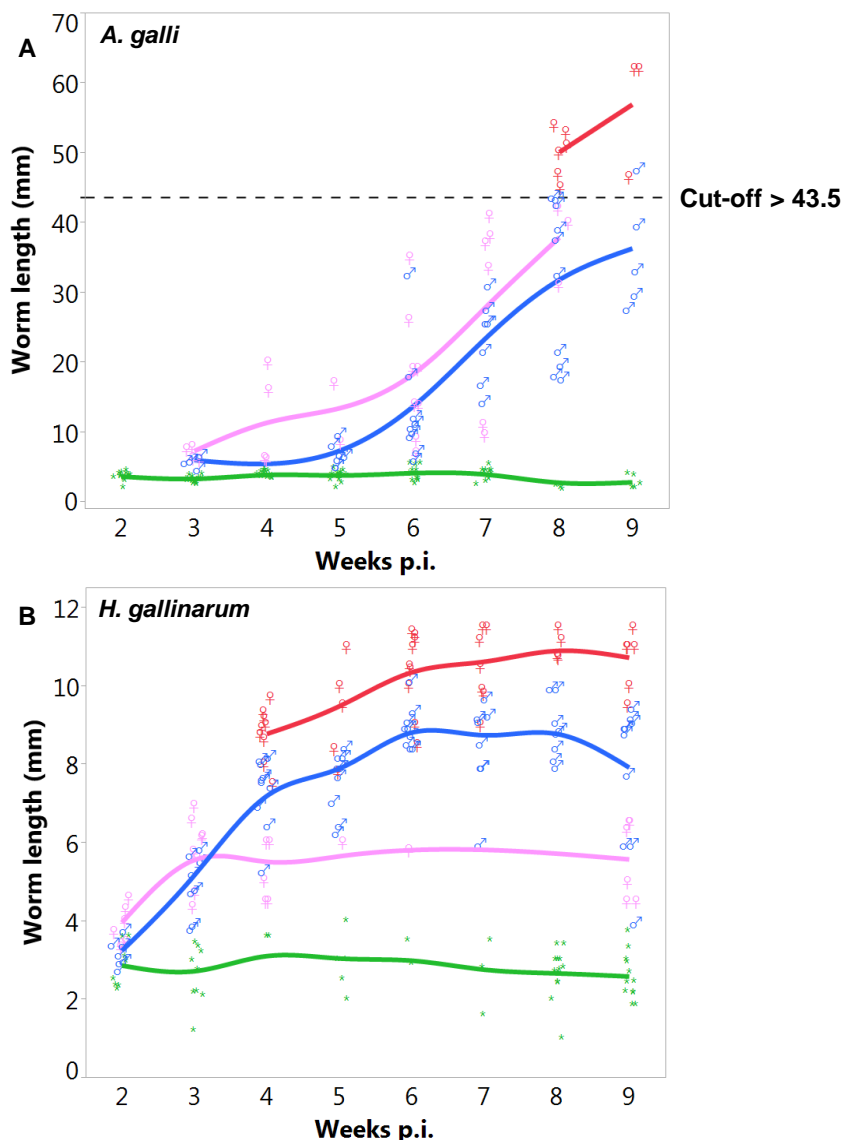 A
A. galli
70
60
50
40
30
20
10
0
Worm length (mm)
Cut-off > 43.5
2 3 4 5 6 7 8 9
Weeks p.i.
B
H. gallinarum
12
10
8
6
4
2
0
Worm length (mm)
2 3 4 5 6 7 8 9
Weeks p.i.